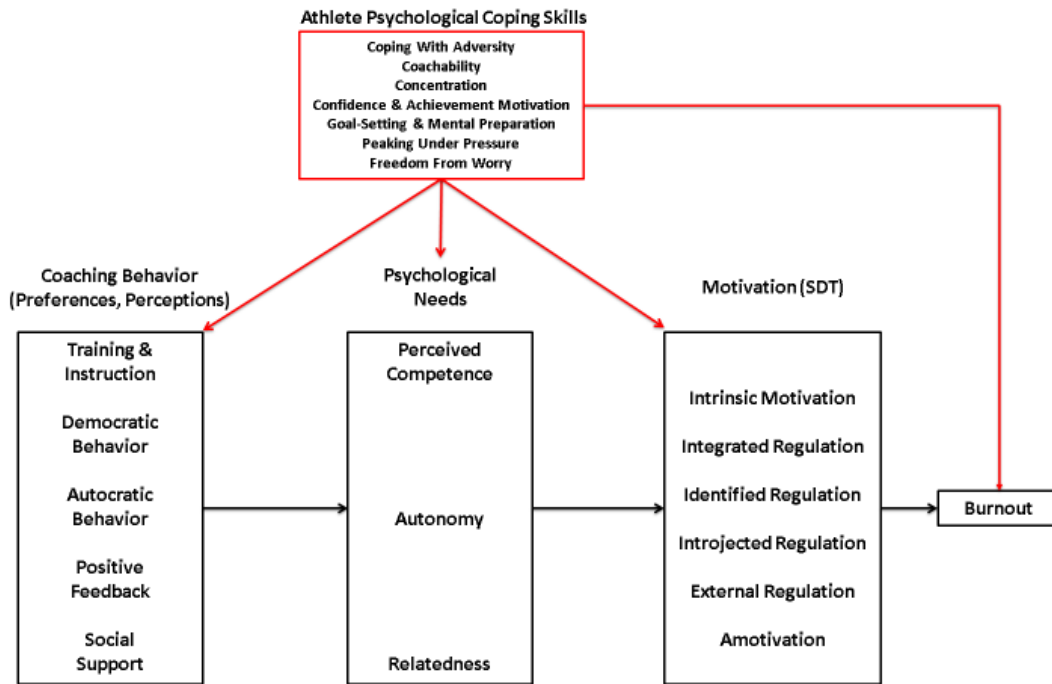 Athlete Psychological Coping Skills
Coping With Adversity
Coachability
Concentration
Confidence & Achievement Motivation
Goal-Setting & Mental Preparation
Peaking Under Pressure
Freedom From Worry
Coaching Behavior
(Preferences, Perceptions)
Training &
Instruction
Democratic
Behavior
Autocratic
Behavior
Positive
Feedback
Social
Support
Psychological
Needs
Perceived
Competence
Autonomy
Relatedness
Motivation (SDT)
Intrinsic Motivation
Integrated Regulation
Identified Regulation
Introjected Regulation
External Regulation
Amotivation
Burnout